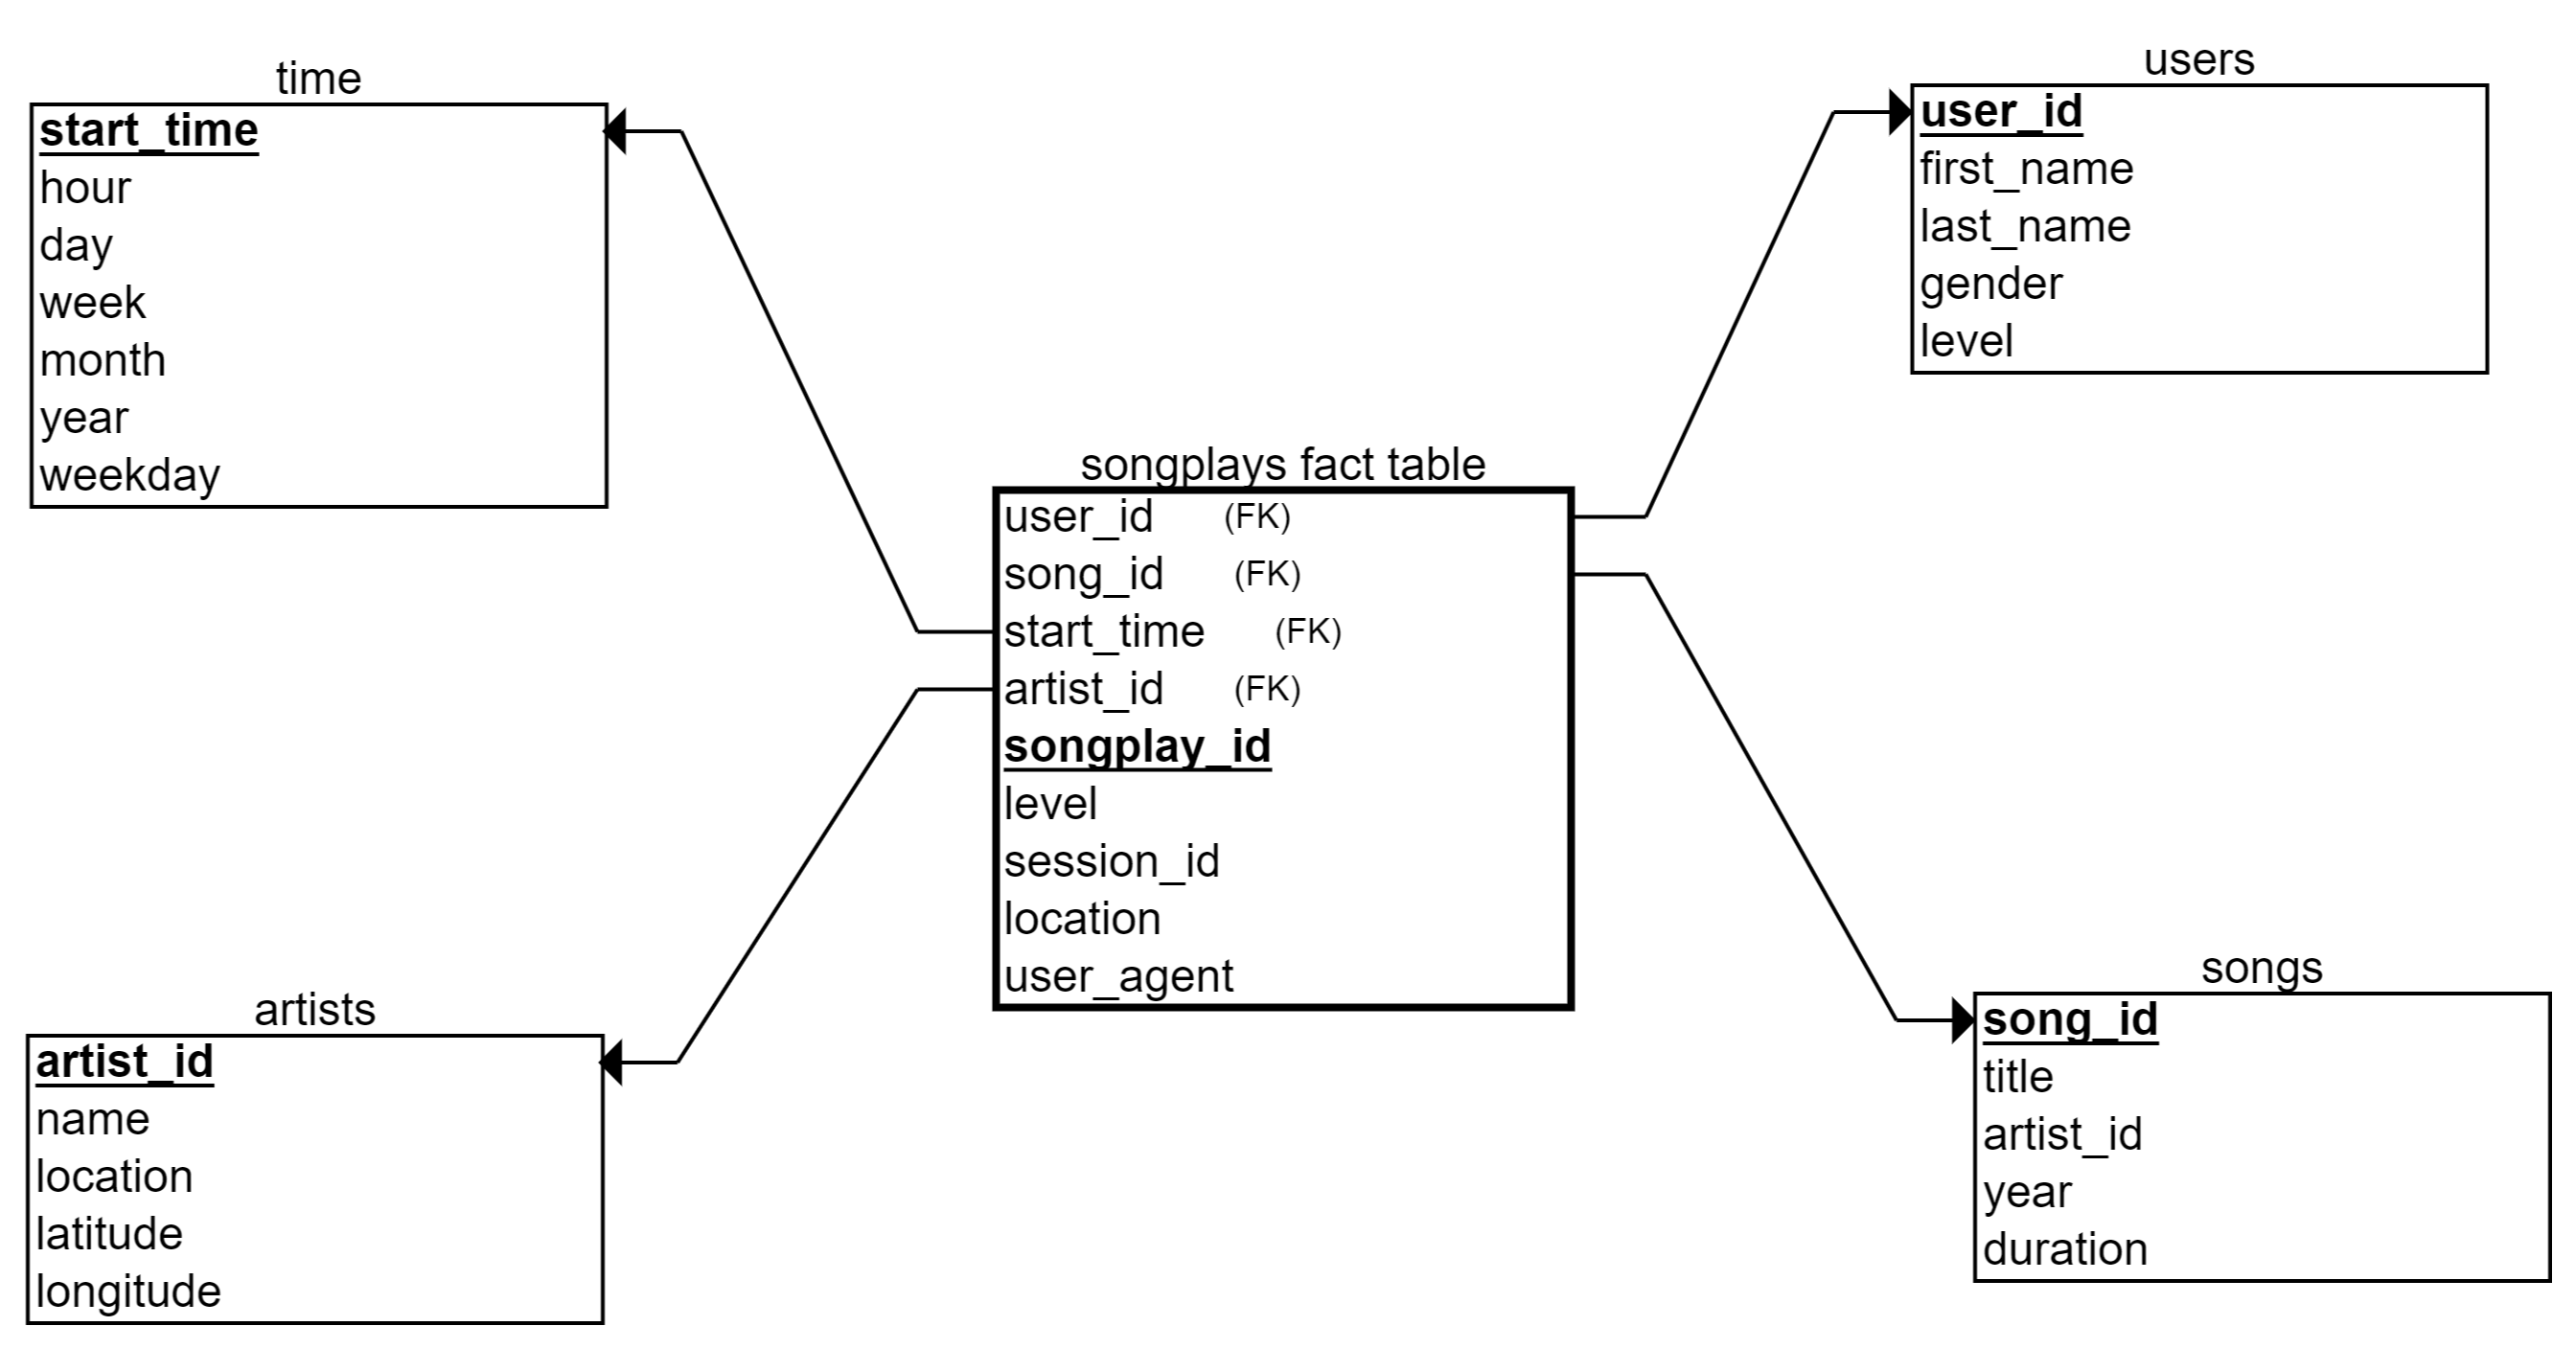 time
start_time
hour
day
week
month
year
weekday
users
user_id
first_name
last_name
gender
level
songplays fact table
user_id (FK)
song_id (FK)
start_time (FK)
artist_id (FK)
songplay_id
level
session_id
location
user_agent
artists
artist_id
name
location
latitude
longitude
songs
song_id
title
artist_id
year
duration